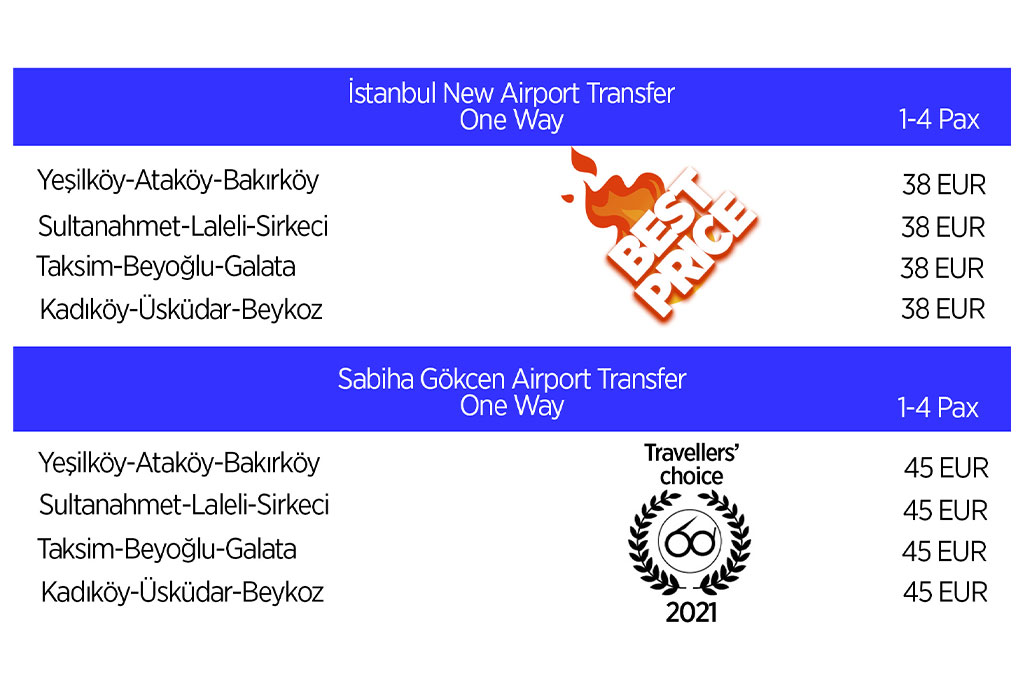 İstanbul New Airport Transfer
One Way
1-4 Pax
Yeşilköy-Ataköy-Bakırköy
38 EUR
Sultanahmet-Laleli-Sirkeci
38 EUR
Taksim-Beyoğlu-Galata
38 EUR
Kadıköy-Üsküdar-Beykoz
38 EUR
BEST
PRICE
Sabiha Gökcen Airport Transfer
One Way
1-4 Pax
Yeşilköy-Ataköy-Bakırköy
45 EUR
Sultanahmet-Laleli-Sirkeci
45 EUR
Taksim-Beyoğlu-Galata
45 EUR
Kadıköy-Üsküdar-Beykoz
45 EUR
Travellers'
choice
2021